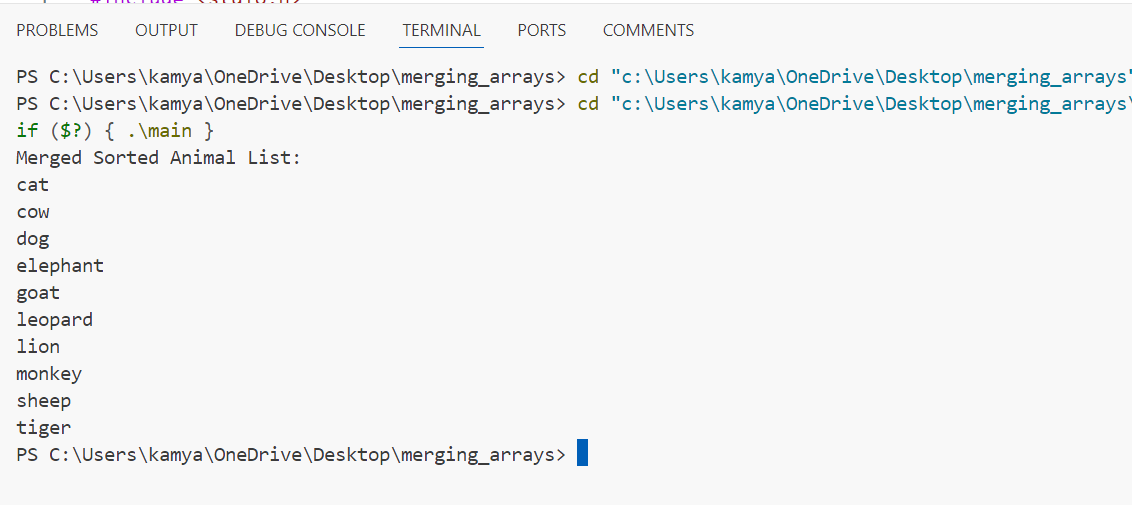 #include <stdio.h>
PROBLEMS OUTPUT DEBUG CONSOLE TERMINAL PORTS COMMENTS
PS C:\Users\kamya\OneDrive\Desktop\merging_arrays> cd "c:\Users\kamya\OneDrive\Desktop\merging_arrays"
PS C:\Users\kamya\OneDrive\Desktop\merging_arrays> cd "c:\Users\kamya\OneDrive\Desktop\merging_arrays\
if ($?) { .\main }
Merged Sorted Animal List:
cat
cow
dog
elephant
goat
leopard
lion
monkey
sheep
tiger
PS C:\Users\kamya\OneDrive\Desktop\merging_arrays>